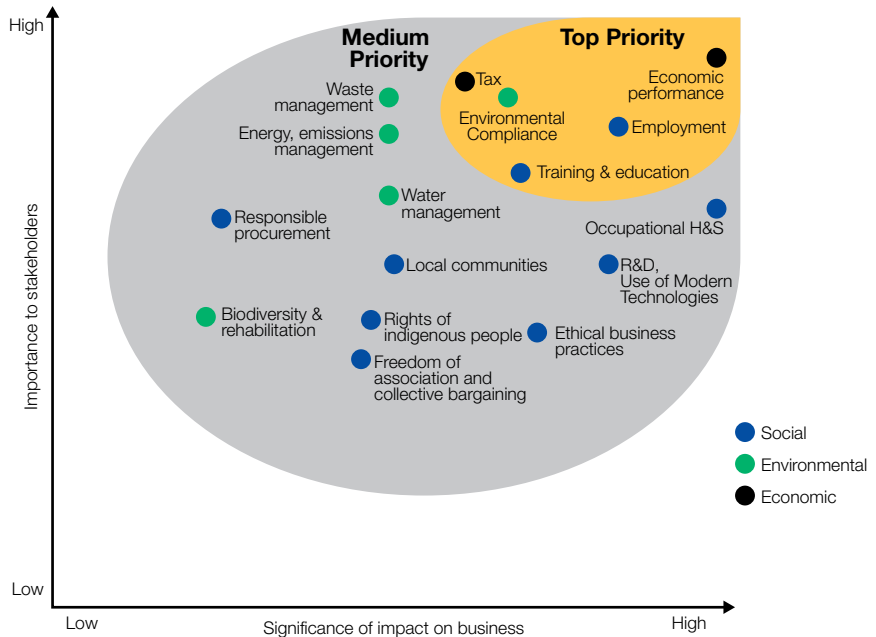 High
Medium
Priority
Top Priority
Waste
management
Tax
Economic
performance
Environmental
Compliance
Energy, emissions
management
Employment
Training & education
Water
management
Responsible
procurement
Occupational H&S
Local communities
R&D,
Use of Modern
Technologies
Biodiversity &
rehabilitation
Rights of
indigenous people
Ethical business
practices
Freedom of
association and
collective bargaining
Importance to stakeholders
Social
Environmental
Economic
Low
Low
Significance of impact on business
High